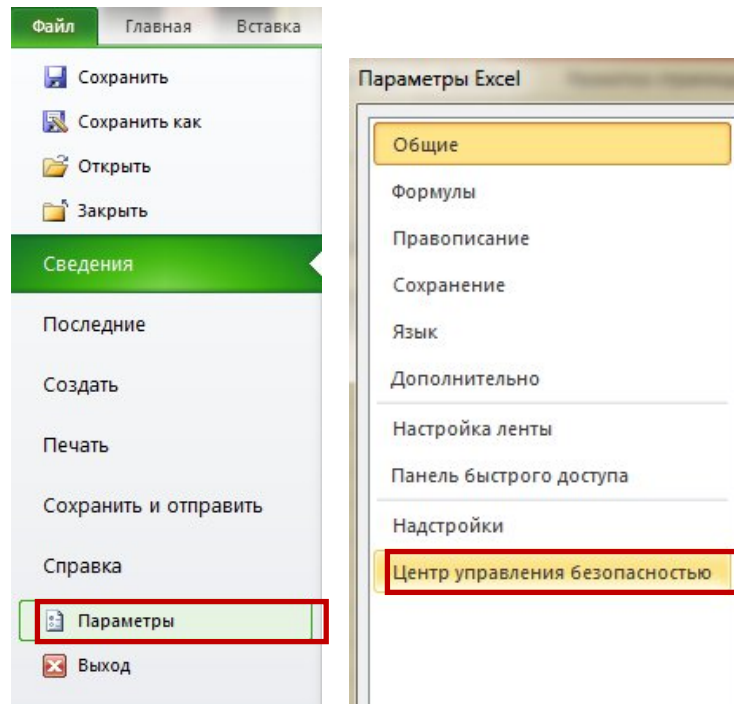 Файл Главная Вставка
Сохранить
Сохранить как
Открыть
Закрыть
Сведения
Последние
Создать
Печать
Сохранить и отправить
Справка
Параметры
Выход
Параметры Excel
Общие
Формулы
Правописание
Сохранение
Язык
Дополнительно
Настройка ленты
Панель быстрого доступа
Надстройки
Центр управления безопасностью